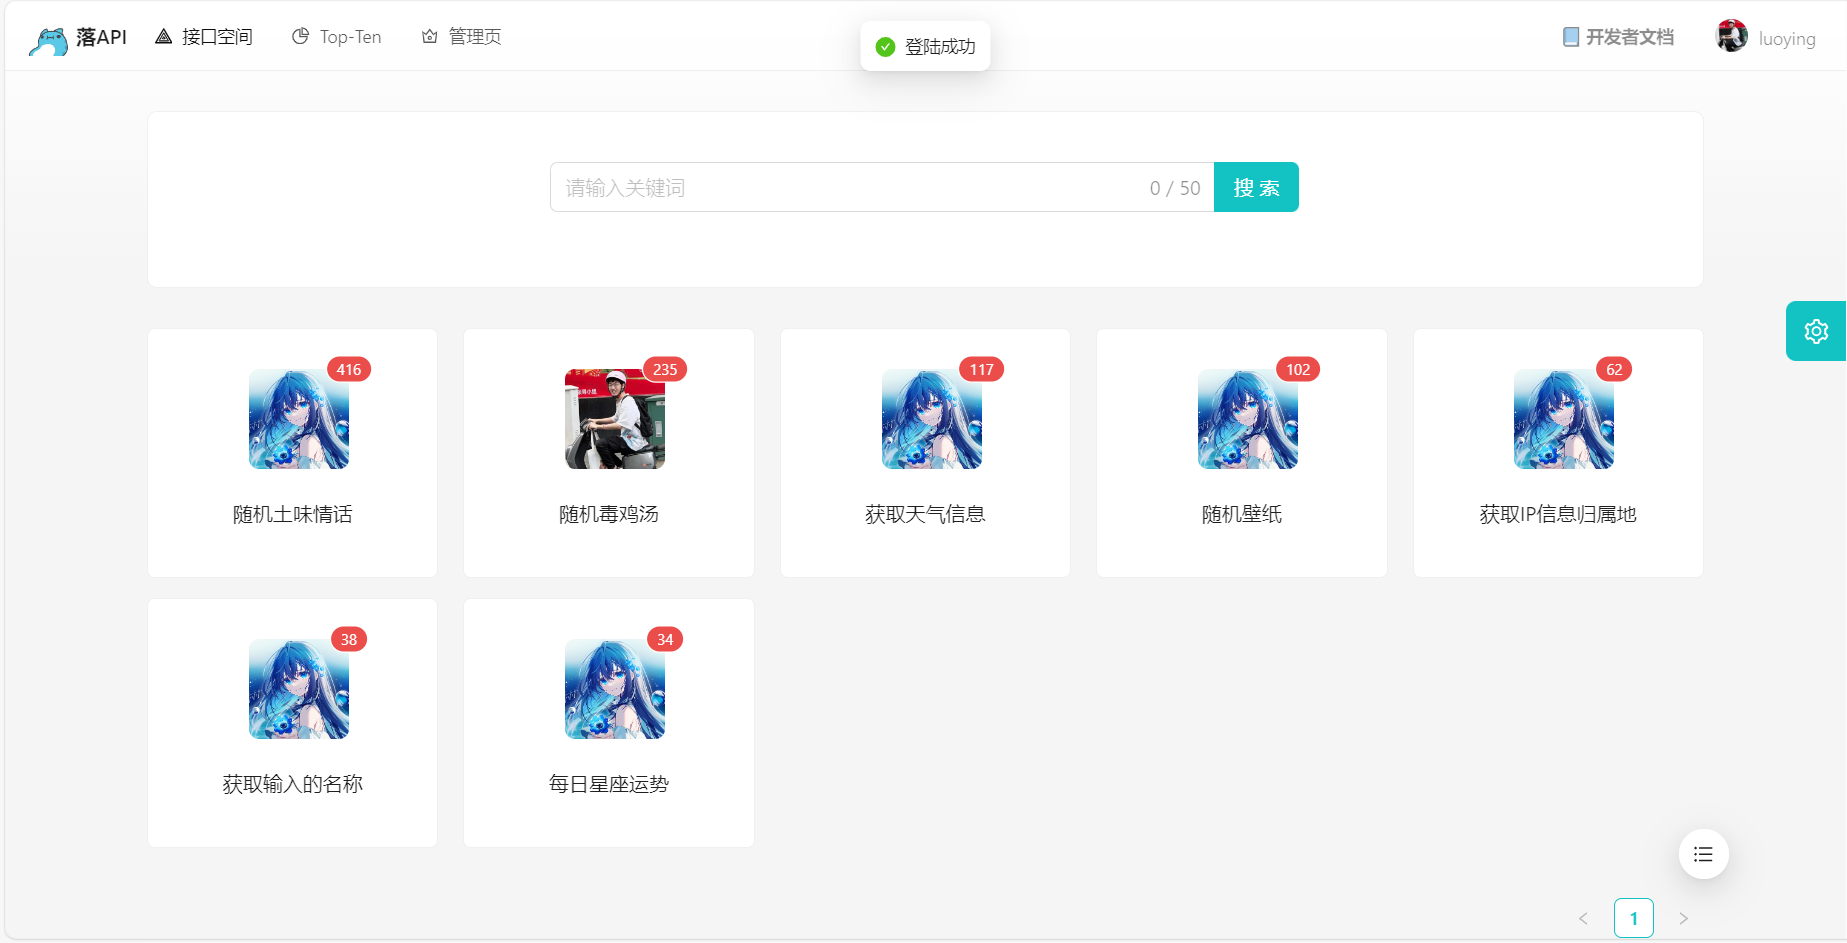 落API
接口空间
Top-Ten
管理页
登陆成功
开发者文档
luoying
请输入关键词
0 / 50
搜 索
416
235
117
102
62
随机土味情话
随机毒鸡汤
获取天气信息
随机壁纸
获取IP信息归属地
38
34
获取输入的名称
每日星座运势
1